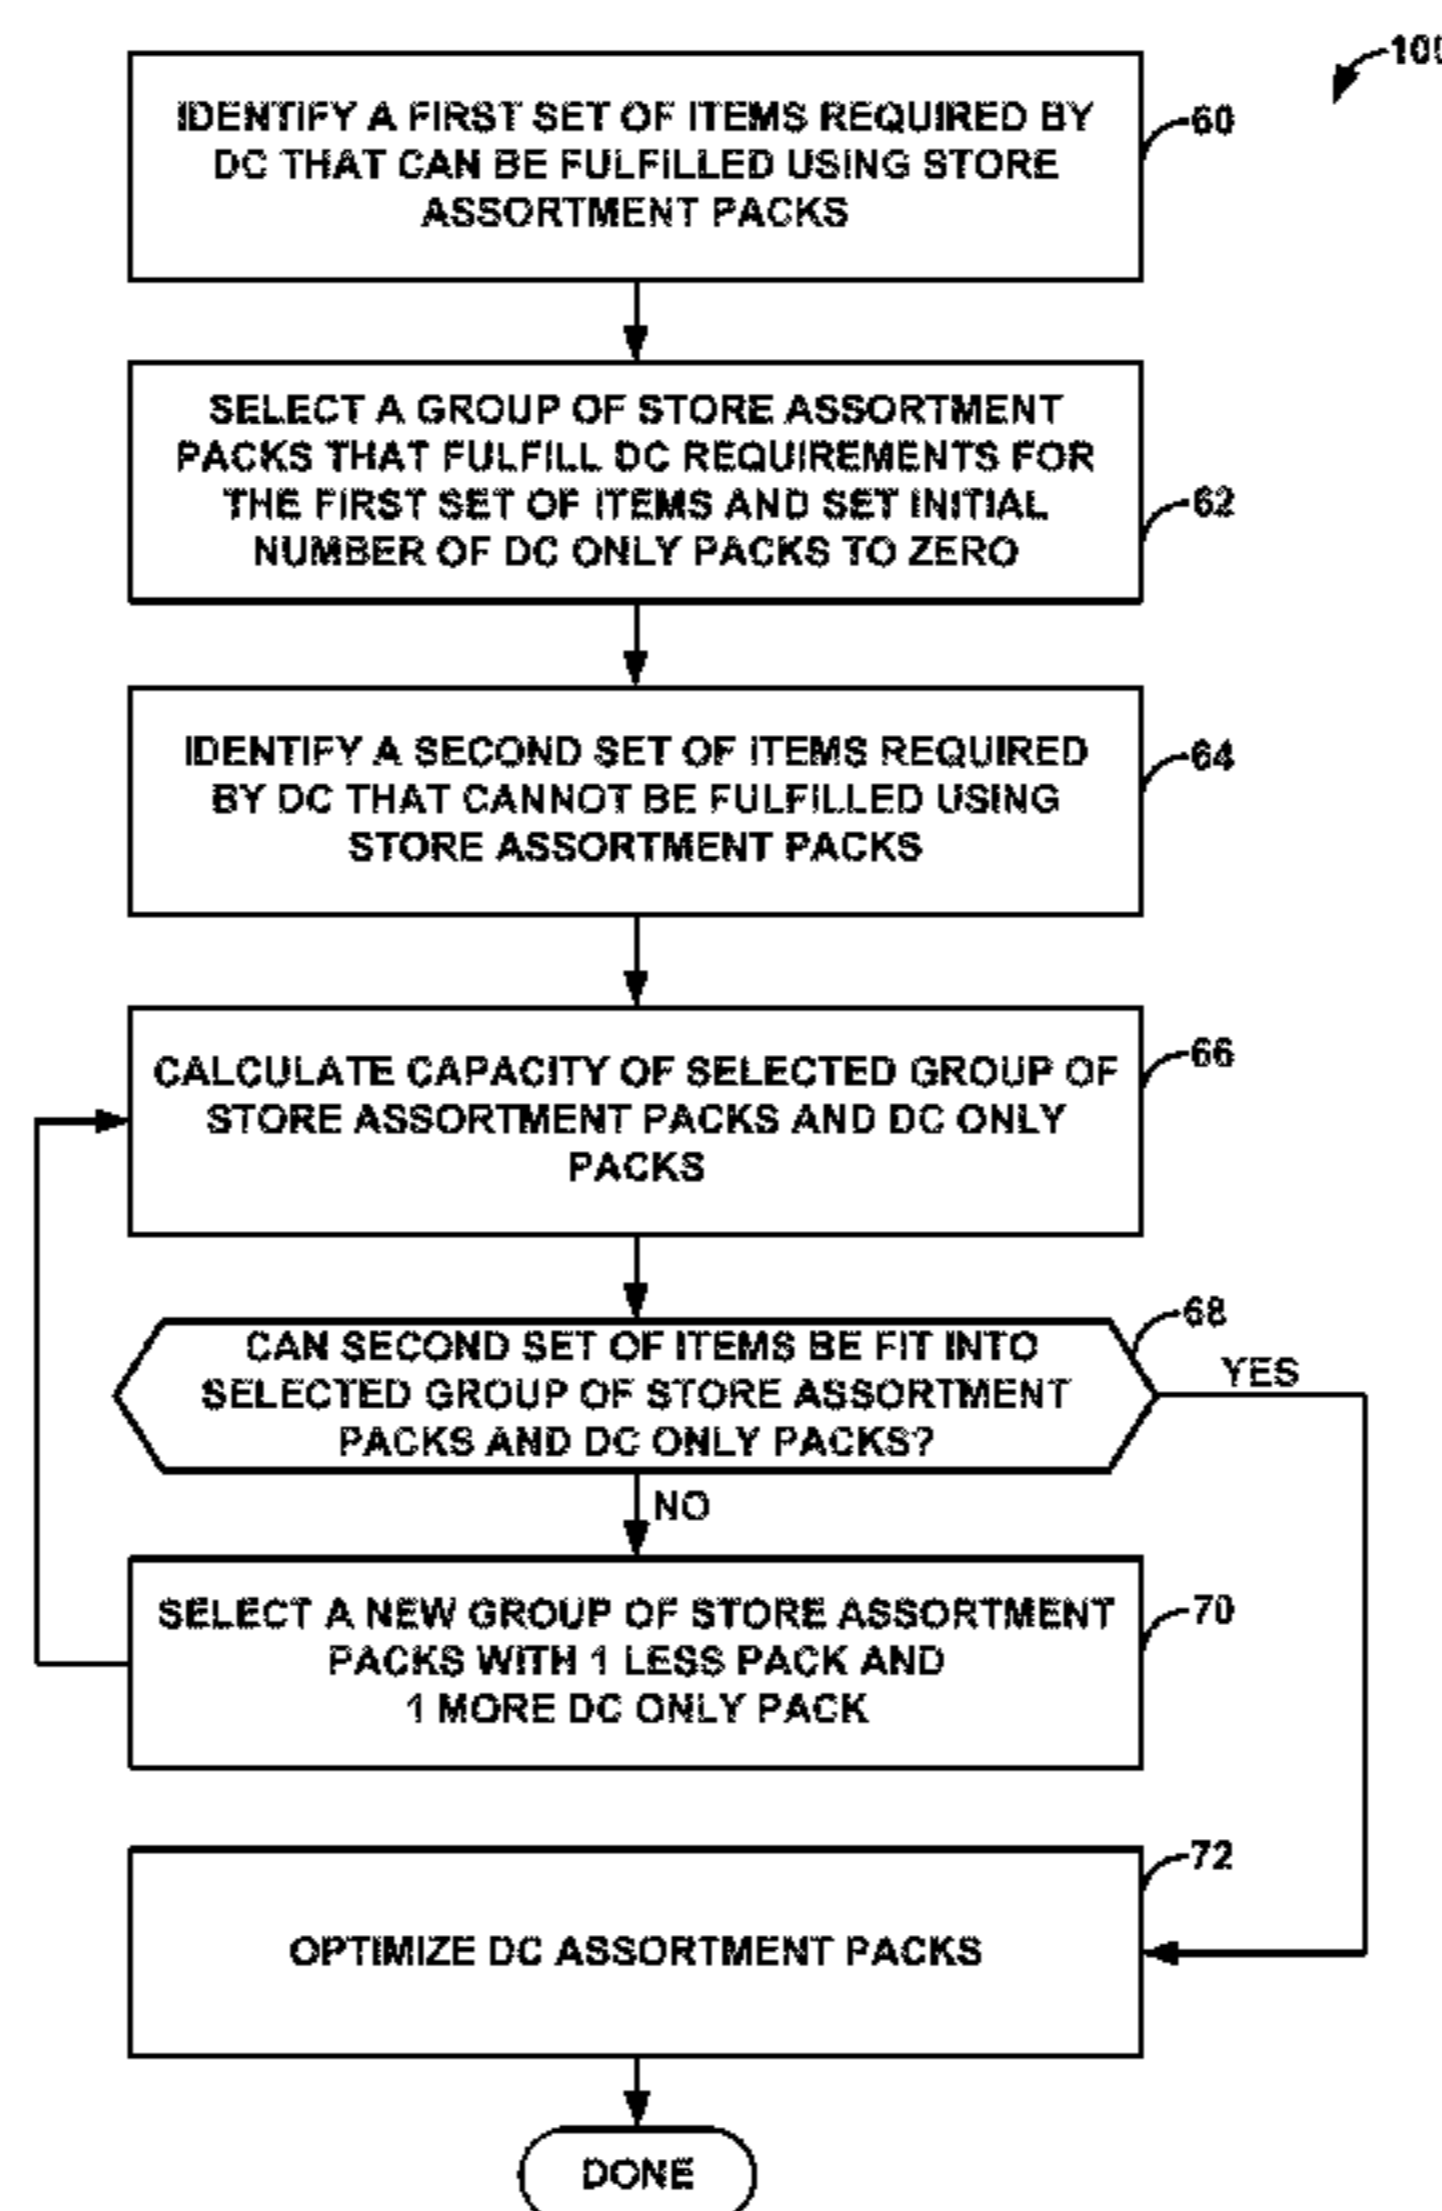 100
IDENTIFY A FIRST SET OF ITEMS REQUIRED BY
DC THAT CAN BE FULFILLED USING STORE
ASSORTMENT PACKS
60
SELECT A GROUP OF STORE ASSORTMENT
PACKS THAT FULFILL DC REQUIREMENTS FOR
THE FIRST SET OF ITEMS AND SET INITIAL
NUMBER OF DC ONLY PACKS TO ZERO
62
IDENTIFY A SECOND SET OF ITEMS REQUIRED
BY DC THAT CANNOT BE FULFILLED USING
STORE ASSORTMENT PACKS
64
CALCULATE CAPACITY OF SELECTED GROUP OF
STORE ASSORTMENT PACKS AND DC ONLY
PACKS
66
CAN SECOND SET OF ITEMS BE FIT INTO
SELECTED GROUP OF STORE ASSORTMENT
PACKS AND DC ONLY PACKS?
68
YES
NO
SELECT A NEW GROUP OF STORE ASSORTMENT
PACKS WITH 1 LESS PACK AND
1 MORE DC ONLY PACK
70
OPTIMIZE DC ASSORTMENT PACKS
72
DONE